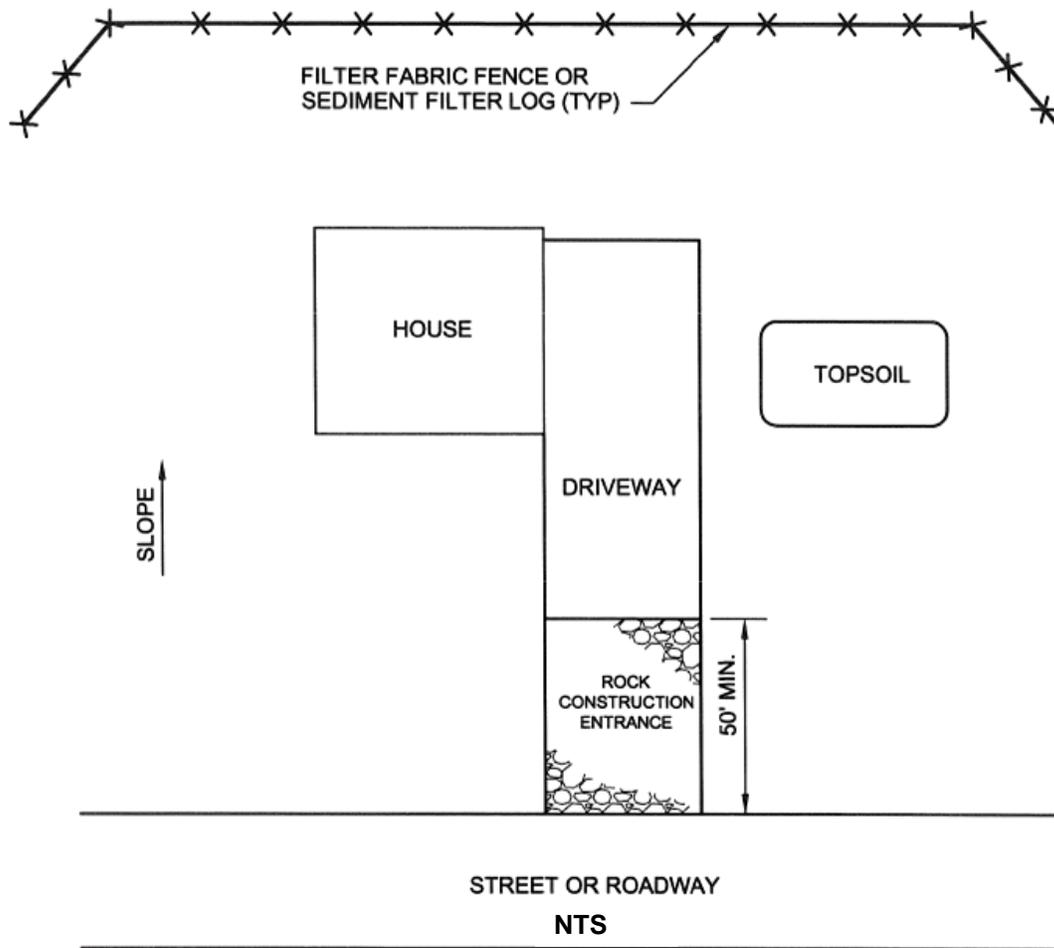 FILTER FABRIC FENCE OR
SEDIMENT FILTER LOG (TYP)
HOUSE
TOPSOIL
DRIVEWAY
SLOPE
ROCK
CONSTRUCTION
ENTRANCE
50' MIN.
STREET OR ROADWAY
NTS